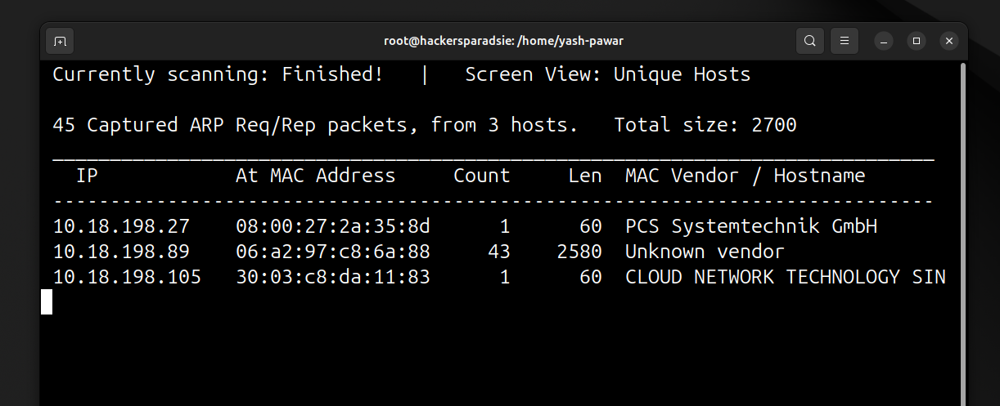 root@hackersparadsie: /home/yash-pawar
Currently scanning: Finished!   |   Screen View: Unique Hosts
45 Captured ARP Req/Rep packets, from 3 hosts.   Total size: 2700
_____________________________________________________________________________
  IP            At MAC Address     Count     Len  MAC Vendor / Hostname
-----------------------------------------------------------------------------
10.18.198.27    08:00:27:2a:35:8d      1      60  PCS Systemtechnik GmbH
10.18.198.89    06:a2:97:c8:6a:88     43    2580  Unknown vendor
10.18.198.105   30:03:c8:da:11:83      1      60  CLOUD NETWORK TECHNOLOGY SIN